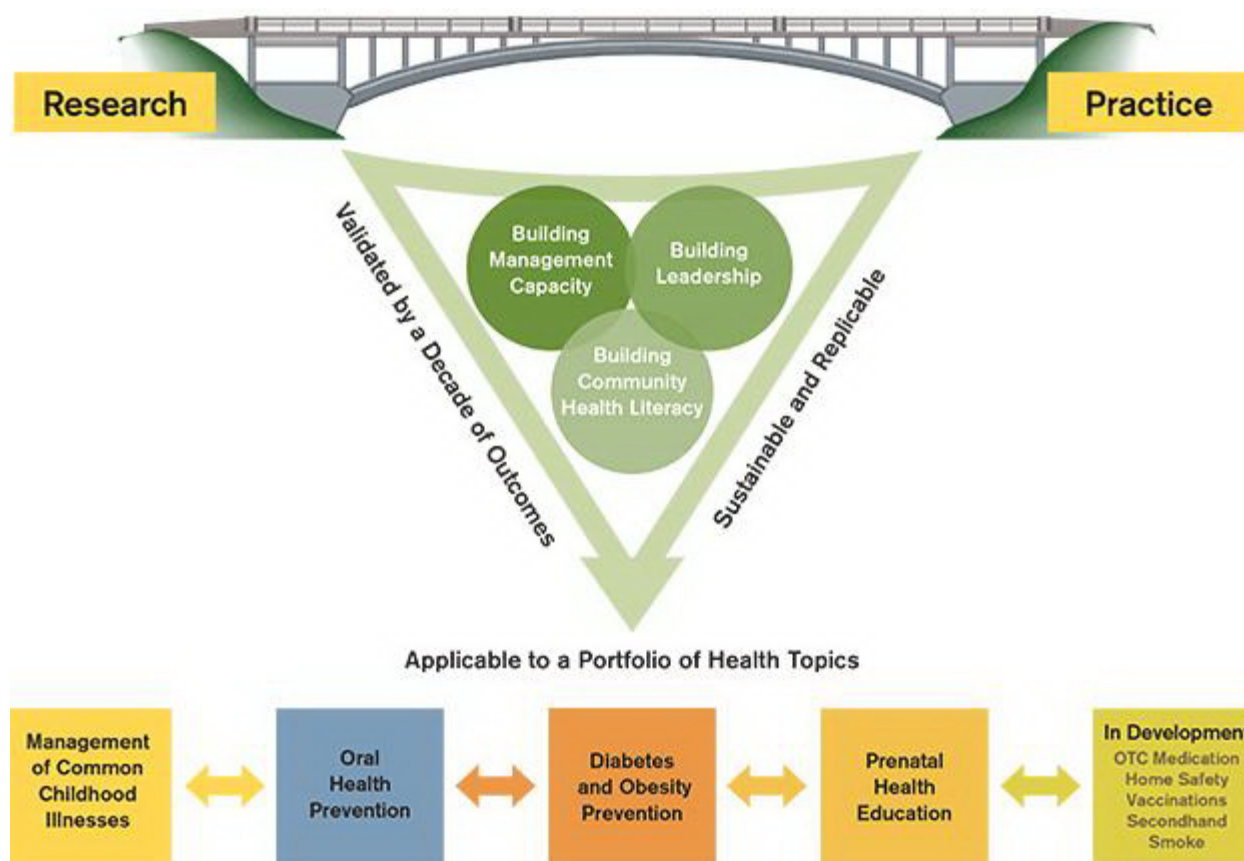 Research
Practice
Validated by a Decade of Outcomes
Building
Management
Capacity
Building
Leadership
Building
Community
Health Literacy
Sustainable and Replicable
Applicable to a Portfolio of Health Topics
Management
of Common
Childhood
Illnesses
Oral
Health
Prevention
Diabetes
and Obesity
Prevention
Prenatal
Health
Education
In Development
OTC Medication
Home Safety
Vaccinations
Secondhand
Smoke